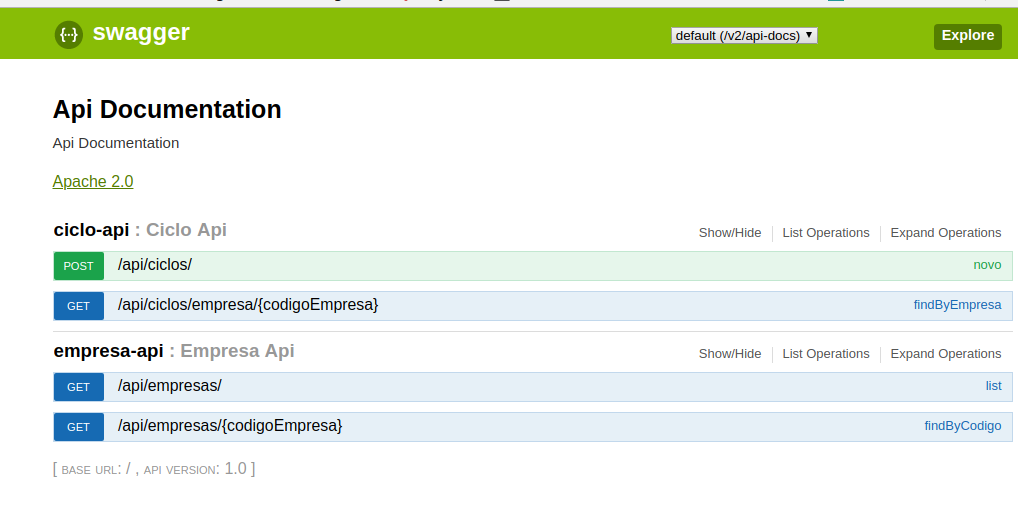 swagger default (/v2/api-docs) Explore
Api Documentation
Api Documentation
Apache 2.0
ciclo-api : Ciclo Api Show/Hide List Operations Expand Operations
POST /api/ciclos/ novo
GET /api/ciclos/empresa/{codigoEmpresa} findByEmpresa
empresa-api : Empresa Api Show/Hide List Operations Expand Operations
GET /api/empresas/ list
GET /api/empresas/{codigoEmpresa} findByCodigo
[ BASE URL: / , API VERSION: 1.0 ]